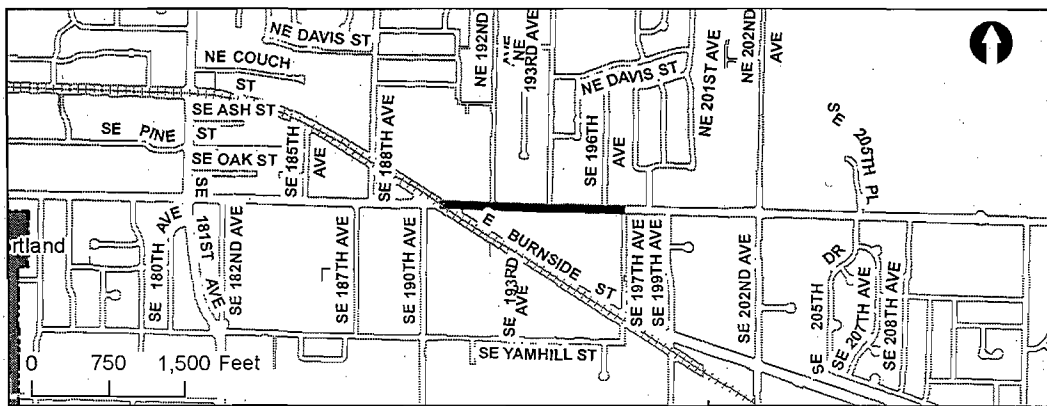 NE DAVIS ST
NE COUCH
ST
SE ASH ST
SE PINE
ST
SE OAK ST
SE
181ST AVE
SE 180TH AVE
SE 182ND AVE
SE 185TH
AVE
SE 188TH AVE
SE 187TH AVE
SE 190TH AVE
NE 192ND
AVE
NE
193RD AVE
NE DAVIS ST
SE 196TH
AVE
NE 201ST AVE
NE 202ND
AVE
SE 205TH PL
E BURNSIDE ST
SE 193RD
AVE
SE 197TH AVE
SE 199TH AVE
SE 202ND AVE
SE 205TH DR
SE 207TH AVE
SE 208TH AVE
SE YAMHILL ST
rtland
0 750 1,500 Feet